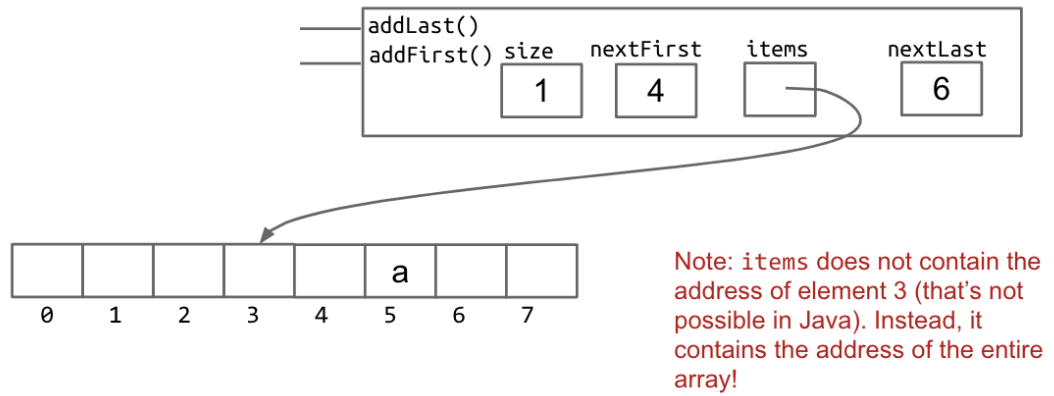 addLast()
addFirst() size nextFirst items nextLast
1 4 6
a
0 1 2 3 4 5 6 7
Note: items does not contain the
address of element 3 (that’s not
possible in Java). Instead, it
contains the address of the entire
array!